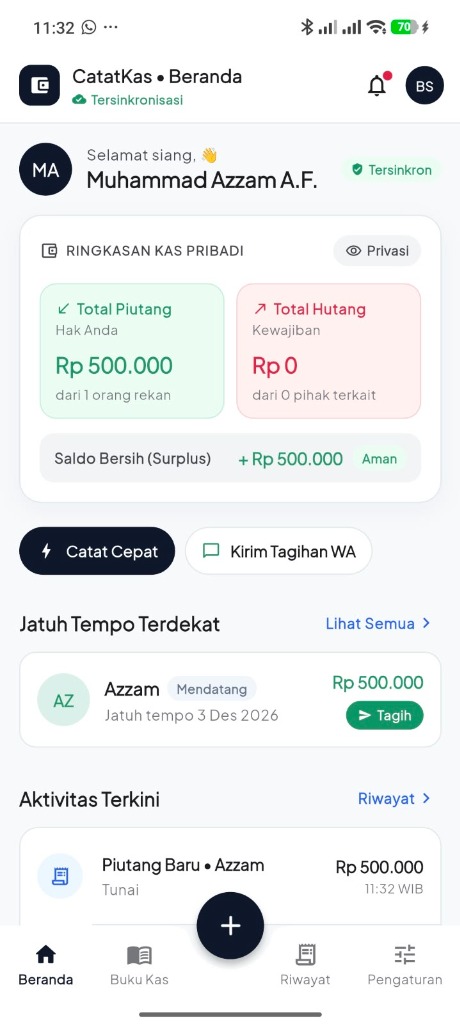 11:32
70
CatatKas • Beranda
Tersinkronisasi
BS
MA
Selamat siang, 👋
Muhammad Azzam A.F.
Tersinkron
RINGKASAN KAS PRIBADI
Privasi
Total Piutang
Hak Anda
Rp 500.000
dari 1 orang rekan
Total Hutang
Kewajiban
Rp 0
dari 0 pihak terkait
Saldo Bersih (Surplus)
+ Rp 500.000
Aman
Catat Cepat
Kirim Tagihan WA
Jatuh Tempo Terdekat
Lihat Semua
AZ
Azzam
Mendatang
Jatuh tempo 3 Des 2026
Rp 500.000
Tagih
Aktivitas Terkini
Riwayat
Piutang Baru • Azzam
Tunai
Rp 500.000
11:32 WIB
Beranda
Buku Kas
Riwayat
Pengaturan